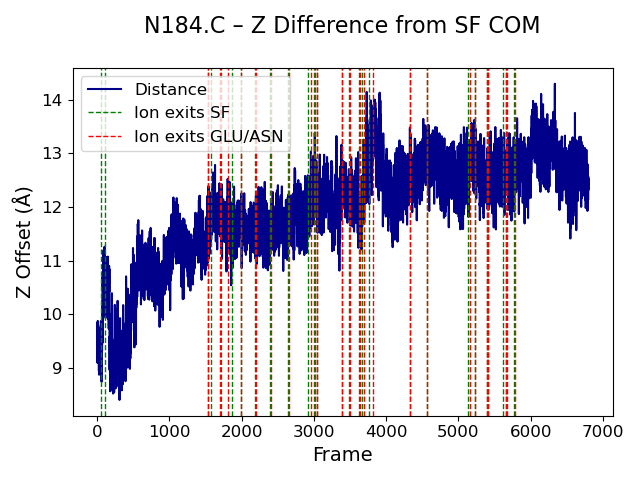 N184.C – Z Difference from SF COM
Distance
Ion exits SF
Ion exits GLU/ASN
Z Offset (Å)
14
13
12
11
10
9
0 1000 2000 3000 4000 5000 6000 7000
Frame